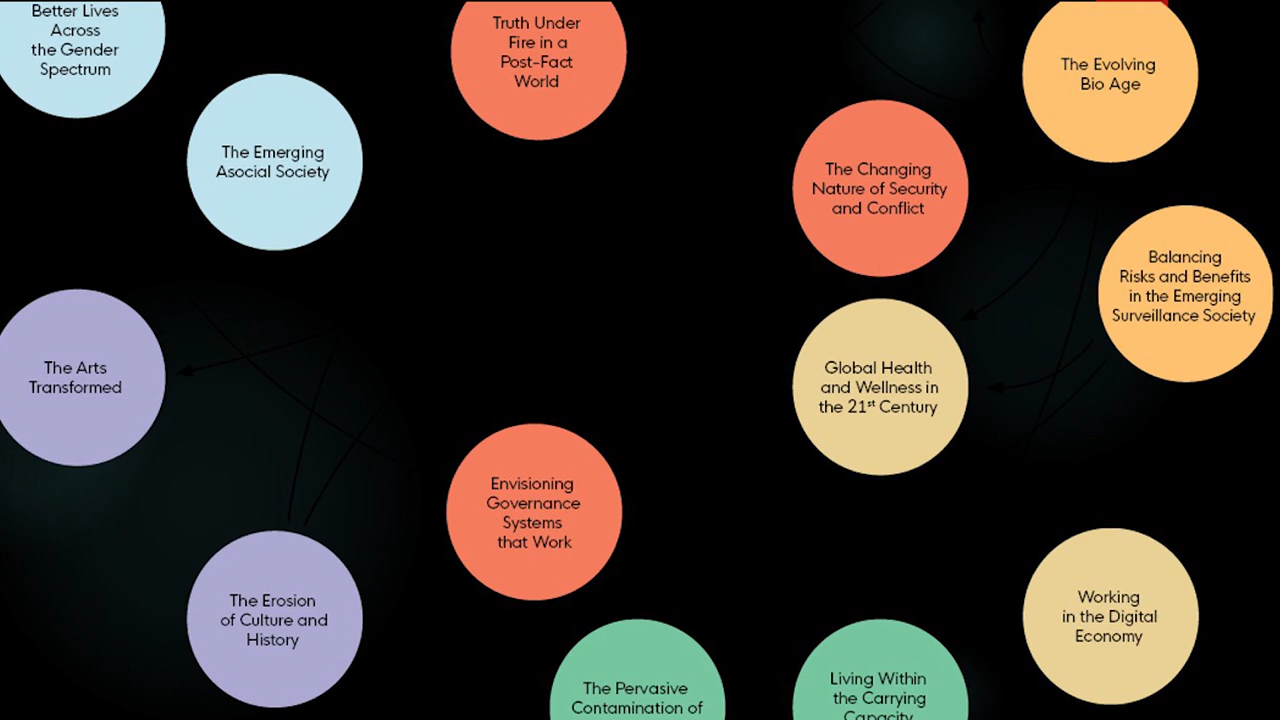 Better Lives
Across
the Gender
Spectrum
Truth Under
Fire in a
Post-Fact
World
The Evolving
Bio Age
The Emerging
Asocial Society
The Changing
Nature of Security
and Conflict
Balancing
Risks and Benefits
in the Emerging
Surveillance Society
The Arts
Transformed
Global Health
and Wellness in
the 21st Century
Envisioning
Governance
Systems
that Work
The Erosion
of Culture and
History
Working
in the Digital
Economy
The Pervasive
Contamination of
Living Within
the Carrying
Capacity